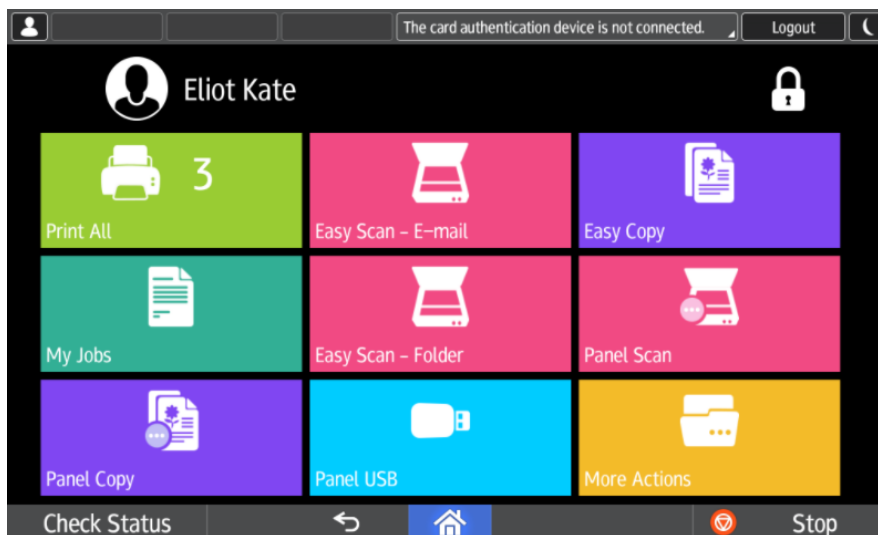 The card authentication device is not connected.
Logout
Eliot Kate
3
Print All
Easy Scan – E–mail
Easy Copy
My Jobs
Easy Scan – Folder
Panel Scan
Panel Copy
Panel USB
More Actions
Check Status
Stop